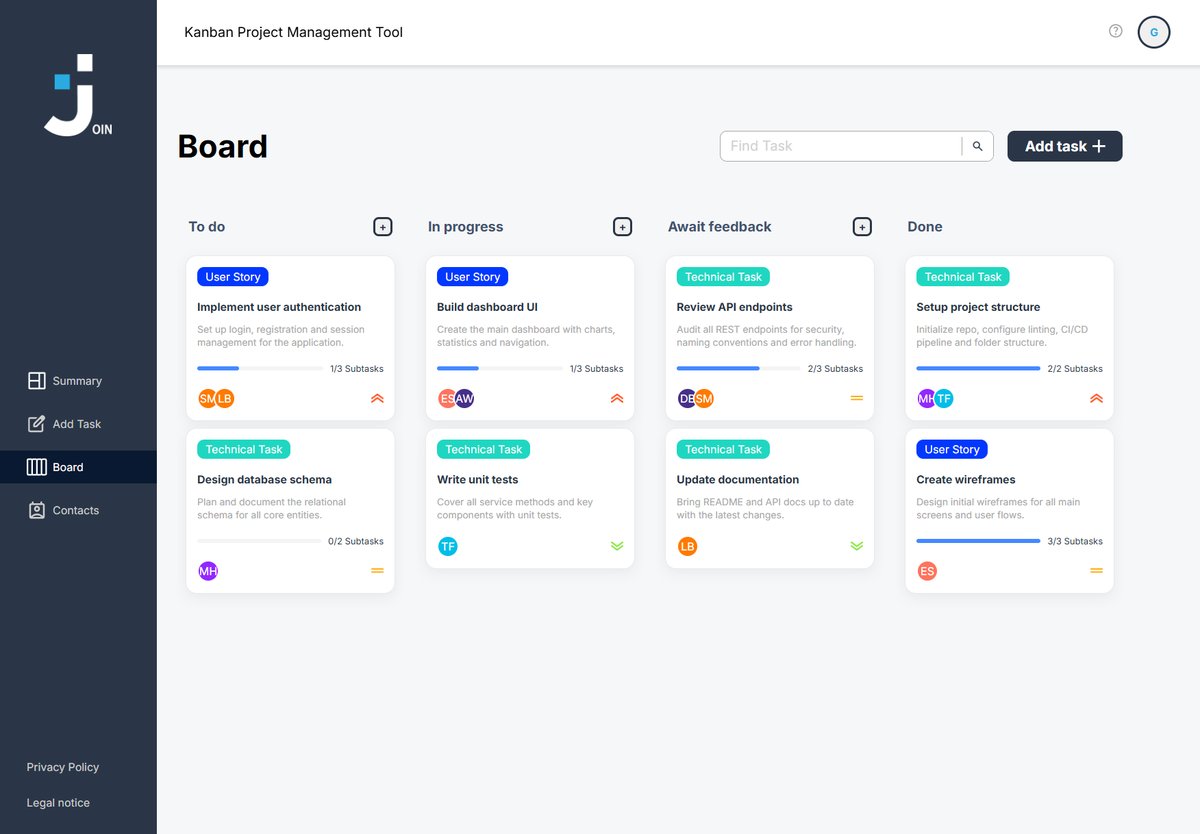 OIN
Summary
Add Task
Board
Contacts
Privacy Policy
Legal notice
Kanban Project Management Tool
?
G
Board
Find Task
Add task +
To do
+
User Story
Implement user authentication
Set up login, registration and session
management for the application.
1/3 Subtasks
SM LB
Technical Task
Design database schema
Plan and document the relational
schema for all core entities.
0/2 Subtasks
MH
In progress
+
User Story
Build dashboard UI
Create the main dashboard with charts,
statistics and navigation.
1/3 Subtasks
ES AW
Technical Task
Write unit tests
Cover all service methods and key
components with unit tests.
TF
Await feedback
+
Technical Task
Review API endpoints
Audit all REST endpoints for security,
naming conventions and error handling.
2/3 Subtasks
DB SM
Technical Task
Update documentation
Bring README and API docs up to date
with the latest changes.
LB
Done
Technical Task
Setup project structure
Initialize repo, configure linting, CI/CD
pipeline and folder structure.
2/2 Subtasks
MH TF
User Story
Create wireframes
Design initial wireframes for all main
screens and user flows.
3/3 Subtasks
ES